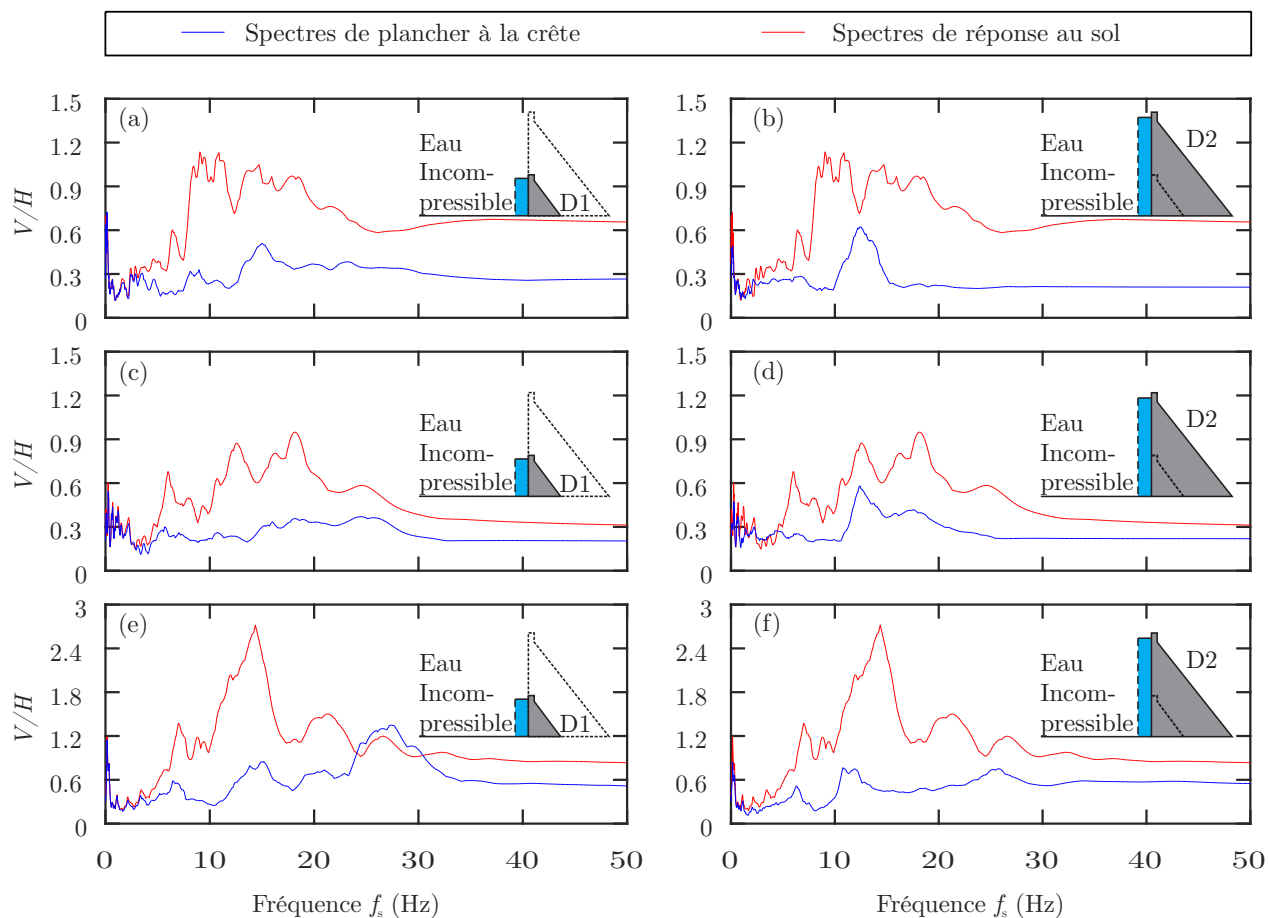 Spectres de plancher à la crête
Spectres de réponse au sol
1.5
1.2
0.9
0.6
0.3
0
V/H
(a)
Eau
Incom-
pressible
D1
1.5
1.2
0.9
0.6
0.3
0
(b)
Eau
Incom-
pressible
D2
1.5
1.2
0.9
0.6
0.3
0
V/H
(c)
Eau
Incom-
pressible
D1
1.5
1.2
0.9
0.6
0.3
0
(d)
Eau
Incom-
pressible
D2
3
2.4
1.8
1.2
0.6
0
V/H
(e)
Eau
Incom-
pressible
D1
3
2.4
1.8
1.2
0.6
0
(f)
Eau
Incom-
pressible
D2
0 10 20 30 40 50
0 10 20 30 40 50
Fréquence fs (Hz)
Fréquence fs (Hz)